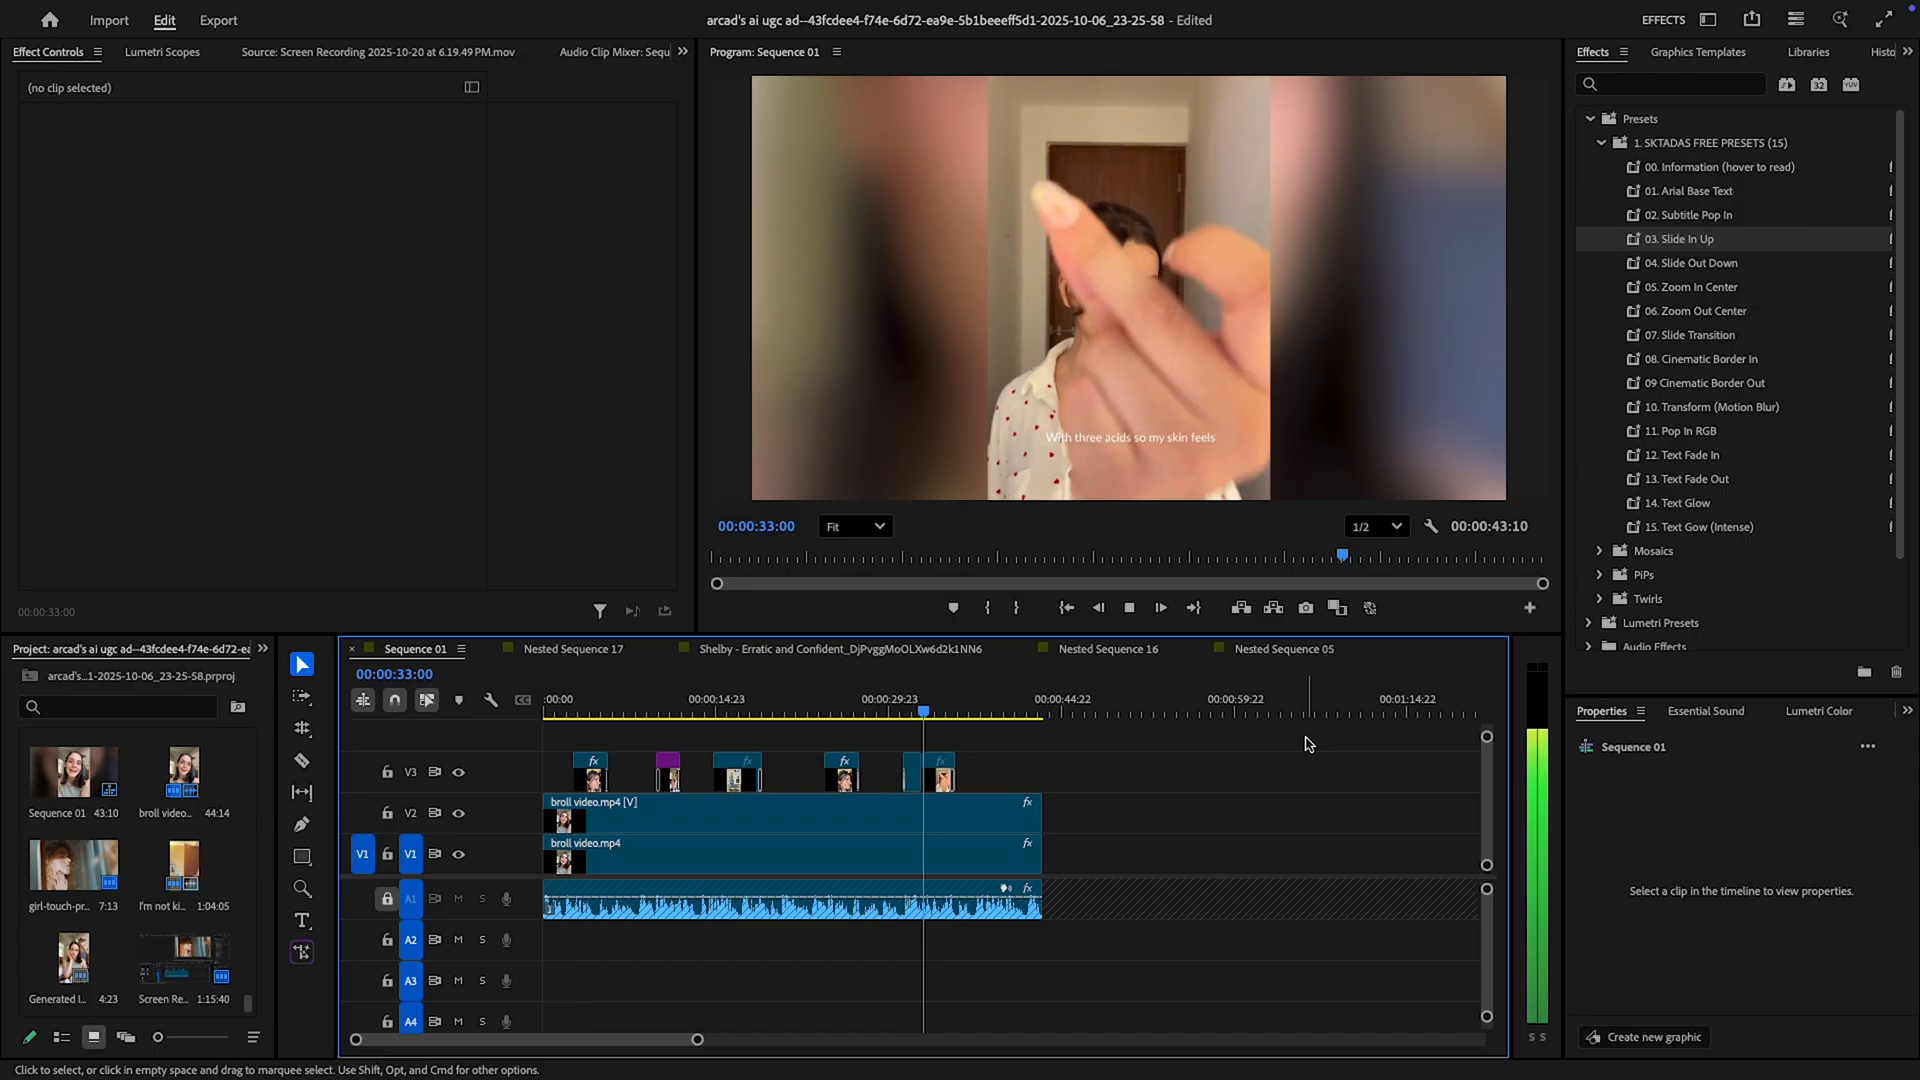 Import
Edit
Export
arcad's ai ugc ad--43fcdee4-f74e-6d72-ea9e-5b1beeeff5d1-2025-10-06_23-25-58 - Edited
EFFECTS
Effect Controls
Lumetri Scopes
Source: Screen Recording 2025-10-20 at 6.19.49 PM.mov
Audio Clip Mixer: Sequ
(no clip selected)
00:00:33:00
Program: Sequence 01
With three acids so my skin feels
00:00:33:00
Fit
1/2
00:00:43:10
Effects
Graphics Templates
Libraries
Histo
32
YUV
Presets
1. SKTADAS FREE PRESETS (15)
00. Information (hover to read)
01. Arial Base Text
02. Subtitle Pop In
03. Slide In Up
04. Slide Out Down
05. Zoom In Center
06. Zoom Out Center
07. Slide Transition
08. Cinematic Border In
09 Cinematic Border Out
10. Transform (Motion Blur)
11. Pop In RGB
12. Text Fade In
13. Text Fade Out
14. Text Glow
15. Text Gow (Intense)
Mosaics
PiPs
Twirls
Lumetri Presets
Audio Effects
Project: arcad's ai ugc ad--43fcdee4-f74e-6d72-ea
arcad's...1-2025-10-06_23-25-58.prproj
Sequence 01 43:10
broll video... 44:14
girl-touch-pr... 7:13
I'm not ki... 1:04:05
Generated I... 4:23
Screen Re... 1:15:40
Sequence 01
Nested Sequence 17
Shelby - Erratic and Confident_DjPvggMoOLXw6d2k1NN6
Nested Sequence 16
Nested Sequence 05
00:00:33:00
CC
:00:00
00:00:14:23
00:00:29:23
00:00:44:22
00:00:59:22
00:01:14:22
V3
fx
fx
fx
fx
V2
broll video.mp4 [V]
fx
V1
V1
broll video.mp4
fx
A1
M
S
fx
A2
M
S
A3
M
S
A4
M
S
S S
Properties
Essential Sound
Lumetri Color
Sequence 01
Select a clip in the timeline to view properties.
Create new graphic
Click to select, or click in empty space and drag to marquee select. Use Shift, Opt, and Cmd for other options.